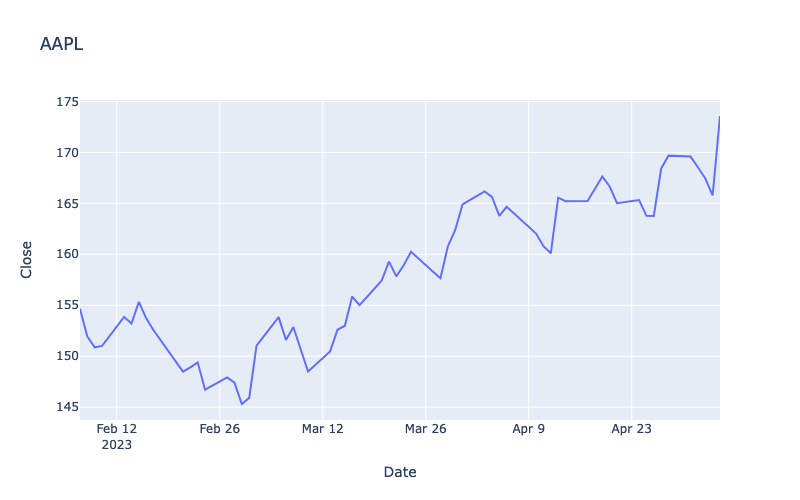 AAPL
175
170
165
160
155
150
145
Close
Feb 12
2023
Feb 26
Mar 12
Mar 26
Apr 9
Apr 23
Date